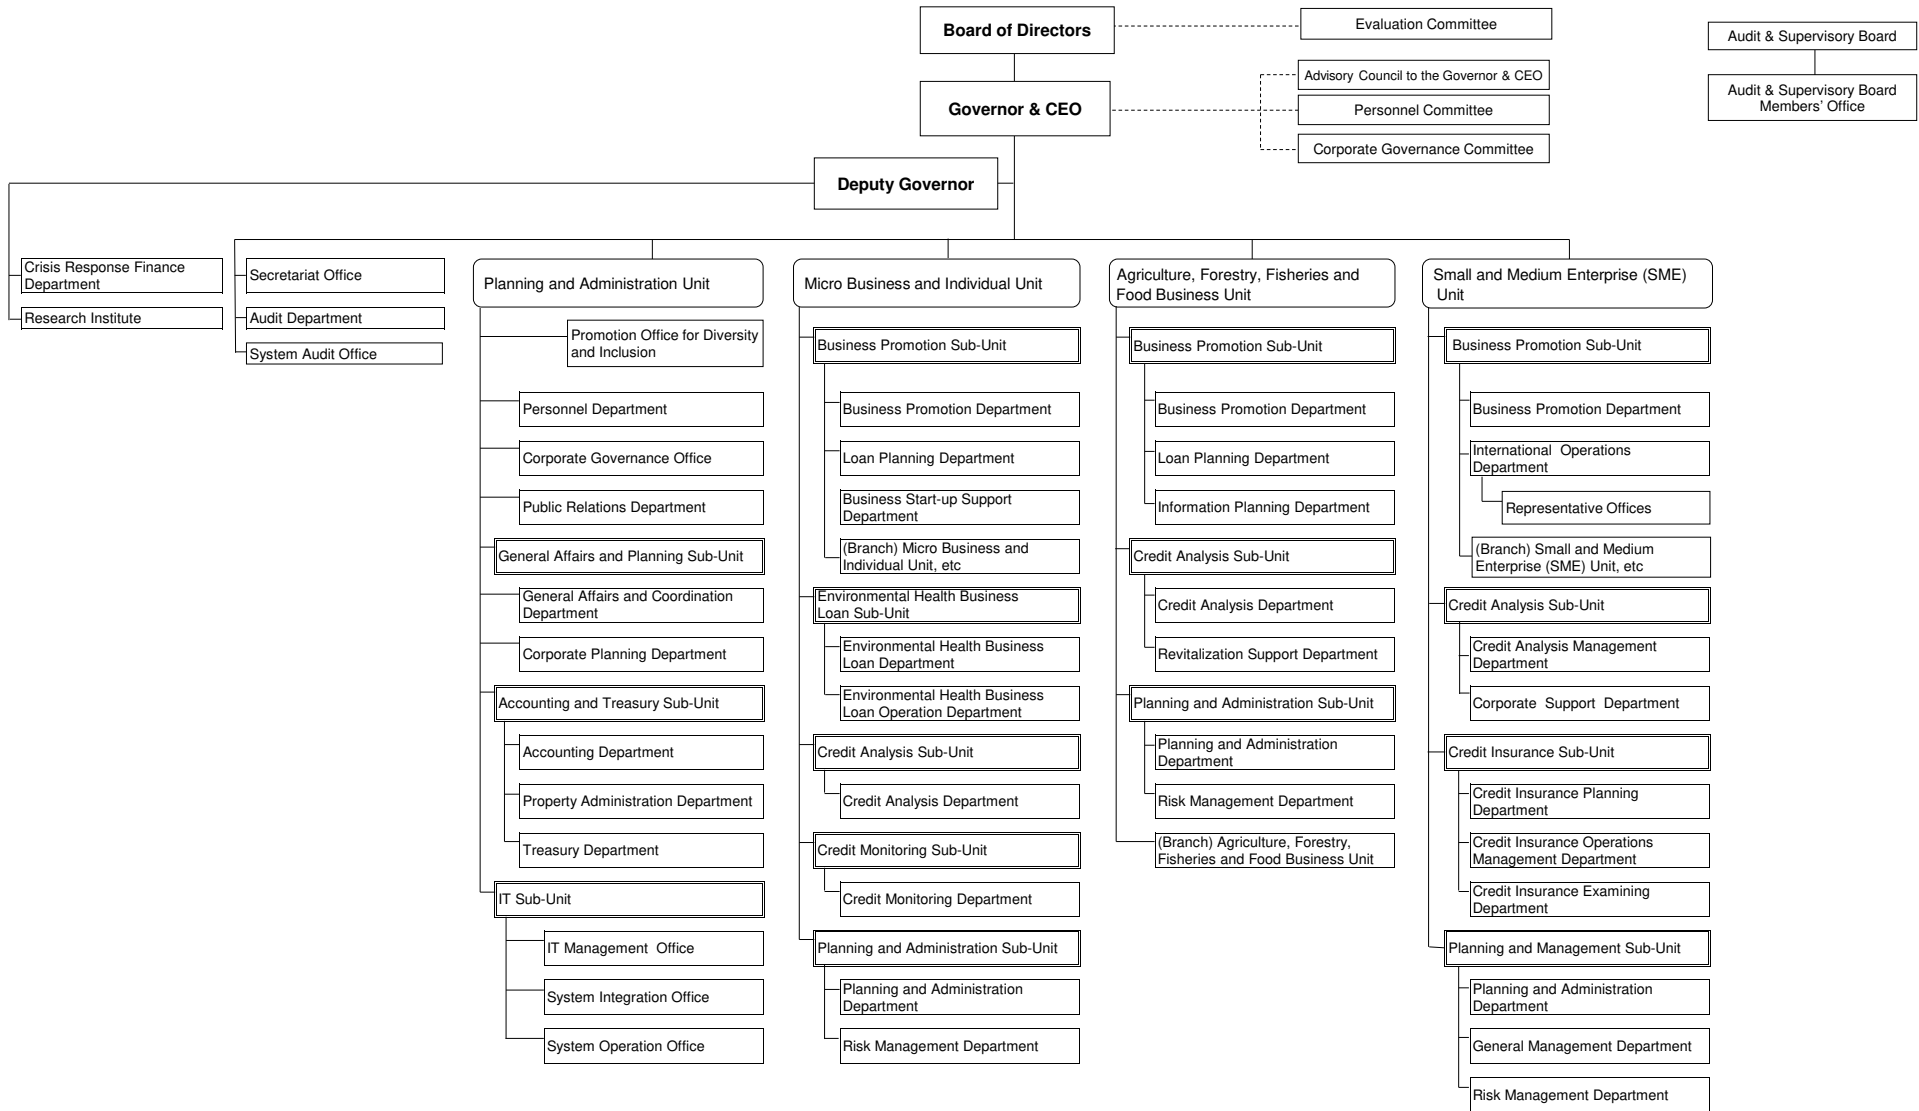 Board of Directors
Evaluation Committee
Audit & Supervisory Board
Audit & Supervisory Board
Members' Office
Governor & CEO
Advisory Council to the Governor & CEO
Personnel Committee
Corporate Governance Committee
Deputy Governor
Crisis Response Finance
Department
Research Institute
Secretariat Office
Audit Department
System Audit Office
Planning and Administration Unit
Promotion Office for Diversity
and Inclusion
Personnel Department
Corporate Governance Office
Public Relations Department
General Affairs and Planning Sub-Unit
General Affairs and Coordination
Department
Corporate Planning Department
Accounting and Treasury Sub-Unit
Accounting Department
Property Administration Department
Treasury Department
IT Sub-Unit
IT Management Office
System Integration Office
System Operation Office
Micro Business and Individual Unit
Business Promotion Sub-Unit
Business Promotion Department
Loan Planning Department
Business Start-up Support
Department
(Branch) Micro Business and
Individual Unit, etc
Environmental Health Business
Loan Sub-Unit
Environmental Health Business
Loan Department
Environmental Health Business
Loan Operation Department
Credit Analysis Sub-Unit
Credit Analysis Department
Credit Monitoring Sub-Unit
Credit Monitoring Department
Planning and Administration Sub-Unit
Planning and Administration
Department
Risk Management Department
Agriculture, Forestry, Fisheries and
Food Business Unit
Business Promotion Sub-Unit
Business Promotion Department
Loan Planning Department
Information Planning Department
Credit Analysis Sub-Unit
Credit Analysis Department
Revitalization Support Department
Planning and Administration Sub-Unit
Planning and Administration
Department
Risk Management Department
(Branch) Agriculture, Forestry,
Fisheries and Food Business Unit
Small and Medium Enterprise (SME)
Unit
Business Promotion Sub-Unit
Business Promotion Department
International Operations
Department
Representative Offices
(Branch) Small and Medium
Enterprise (SME) Unit, etc
Credit Analysis Sub-Unit
Credit Analysis Management
Department
Corporate Support Department
Credit Insurance Sub-Unit
Credit Insurance Planning
Department
Credit Insurance Operations
Management Department
Credit Insurance Examining
Department
Planning and Management Sub-Unit
Planning and Administration
Department
General Management Department
Risk Management Department